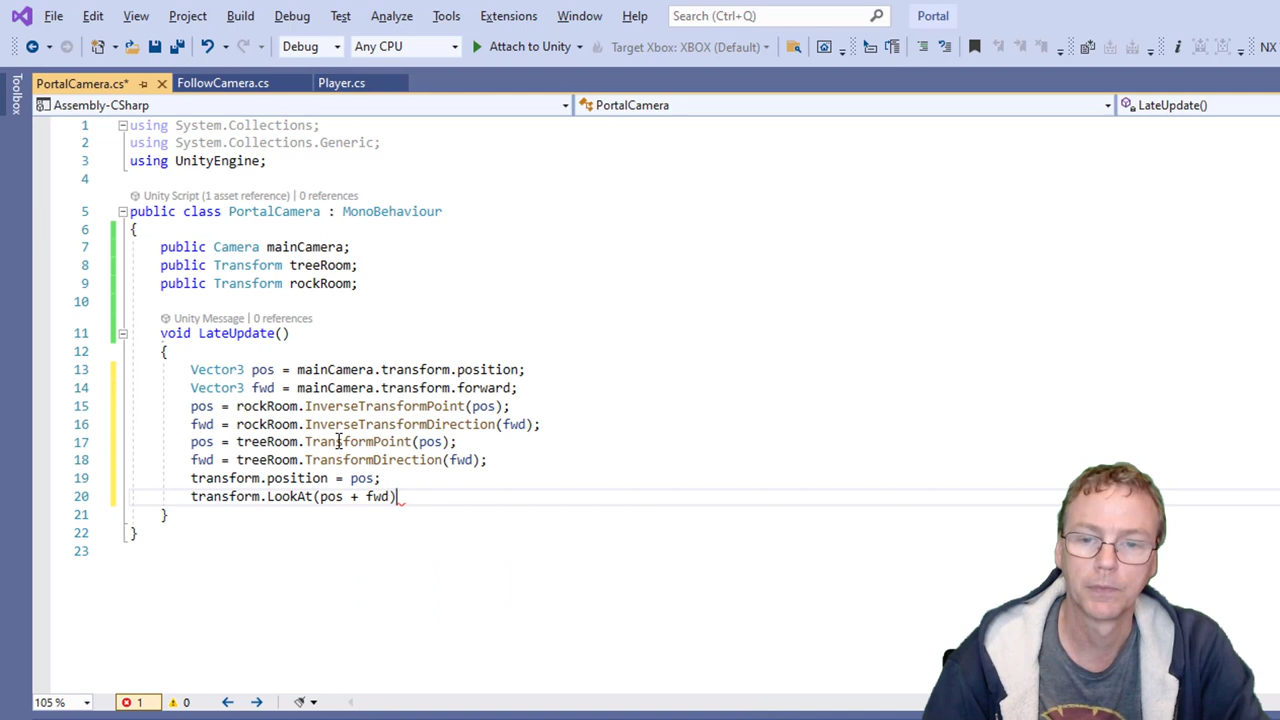 File Edit View Project Build Debug Test Analyze Tools Extensions Window Help Search (Ctrl+Q) Portal
Debug Any CPU Attach to Unity Target Xbox: XBOX (Default) NX
Toolbox
PortalCamera.cs* FollowCamera.cs Player.cs
Assembly-CSharp PortalCamera LateUpdate()
1 using System.Collections;
2 using System.Collections.Generic;
3 using UnityEngine;
4
Unity Script (1 asset reference) | 0 references
5 public class PortalCamera : MonoBehaviour
6 {
7 public Camera mainCamera;
8 public Transform treeRoom;
9 public Transform rockRoom;
10
Unity Message | 0 references
11 void LateUpdate()
12 {
13 Vector3 pos = mainCamera.transform.position;
14 Vector3 fwd = mainCamera.transform.forward;
15 pos = rockRoom.InverseTransformPoint(pos);
16 fwd = rockRoom.InverseTransformDirection(fwd);
17 pos = treeRoom.TransformPoint(pos);
18 fwd = treeRoom.TransformDirection(fwd);
19 transform.position = pos;
20 transform.LookAt(pos + fwd)
21 }
22 }
23
105 % 1 0